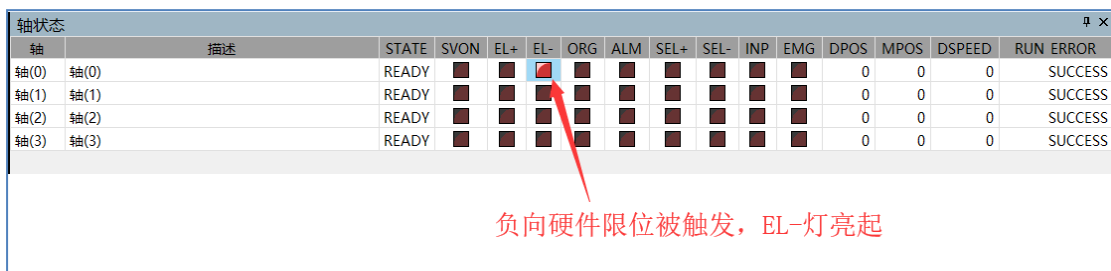 轴状态
轴 描述 STATE SVON EL+ EL- ORG ALM SEL+ SEL- INP EMG DPOS MPOS DSPEED RUN ERROR
轴(0) 轴(0) READY 0 0 0 SUCCESS
轴(1) 轴(1) READY 0 0 0 SUCCESS
轴(2) 轴(2) READY 0 0 0 SUCCESS
轴(3) 轴(3) READY 0 0 0 SUCCESS
负向硬件限位被触发，EL-灯亮起